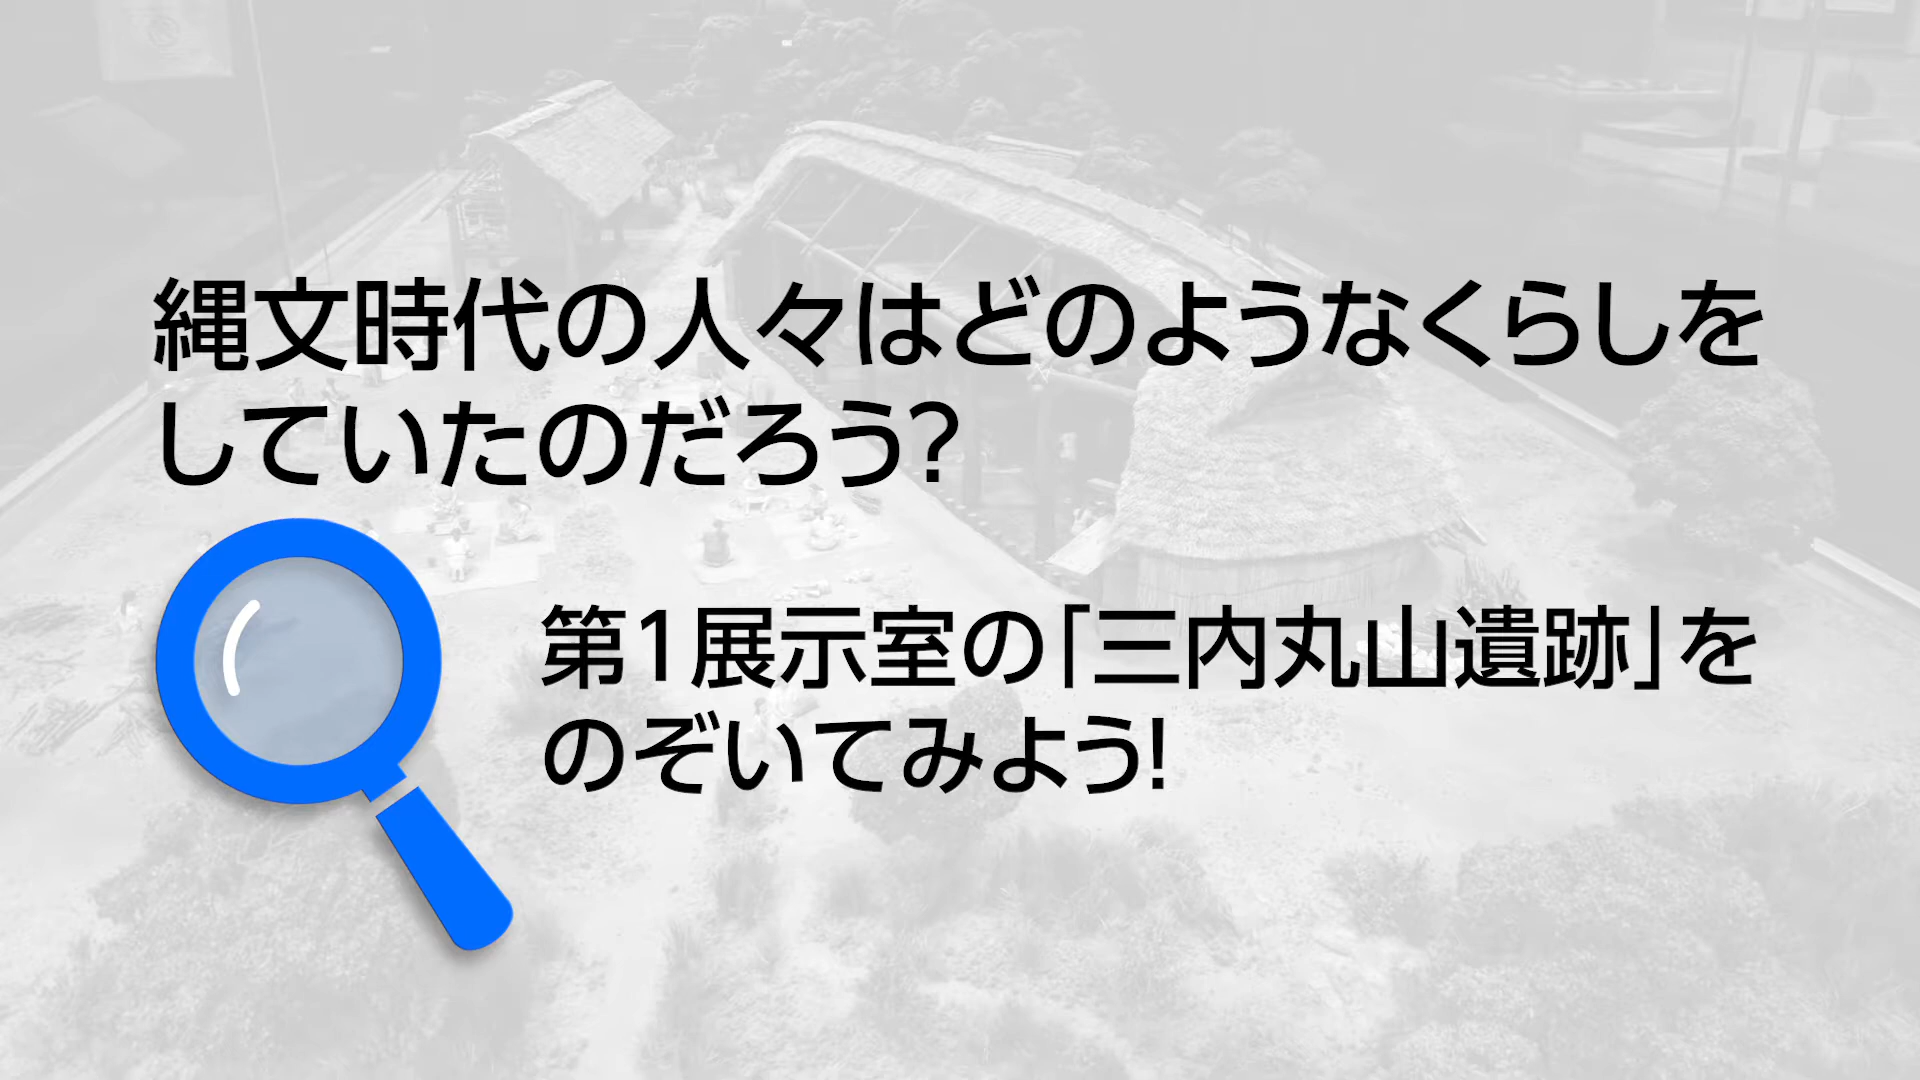 縄文時代の人々はどのようなくらしを
していたのだろう?
第1展示室の「三内丸山遺跡」を
のぞいてみよう!